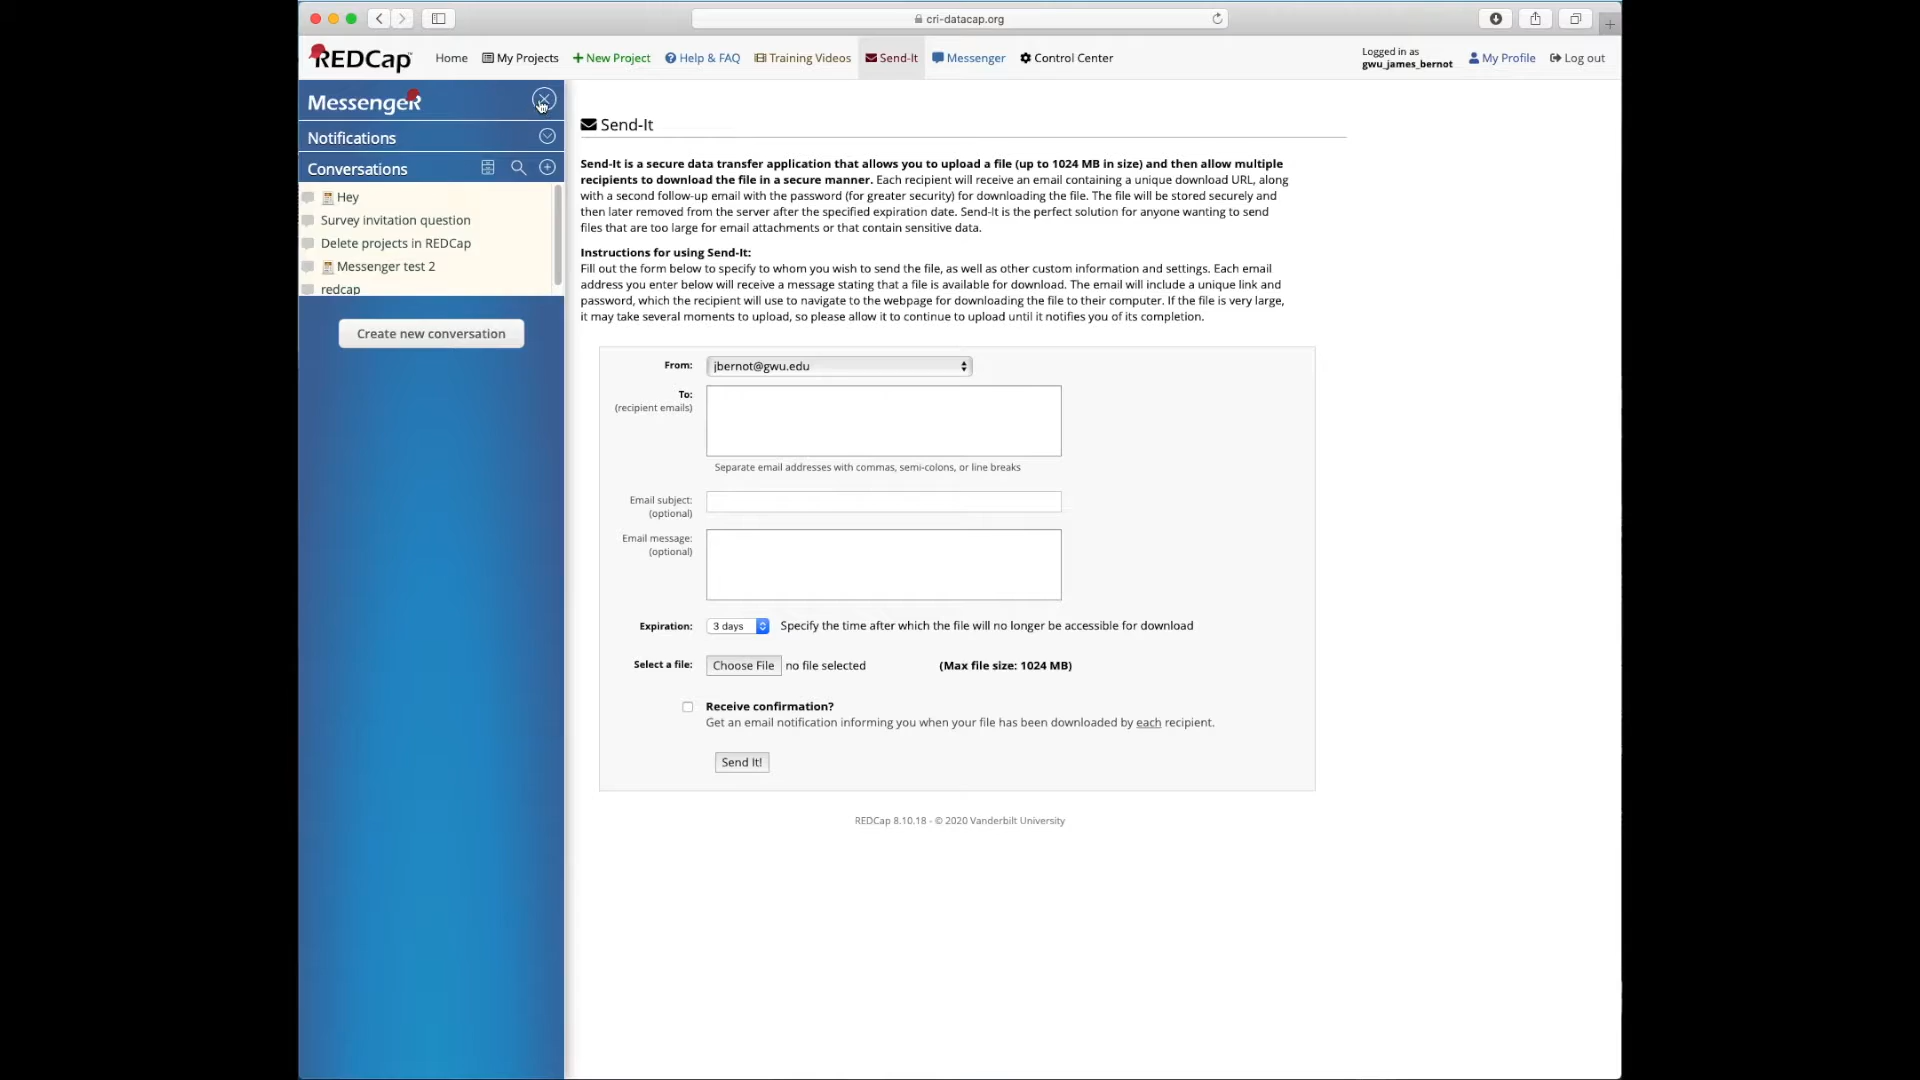 cri-datacap.org
REDCap
Home My Projects New Project Help & FAQ Training Videos Send-It Messenger Control Center
Logged in as
gwu_james_bernot
My Profile Log out
Messenger
Notifications
Conversations
Hey
Survey invitation question
Delete projects in REDCap
Messenger test 2
redcap
Create new conversation
Send-It
Send-It is a secure data transfer application that allows you to upload a file (up to 1024 MB in size) and then allow multiple
recipients to download the file in a secure manner. Each recipient will receive an email containing a unique download URL, along
with a second follow-up email with the password (for greater security) for downloading the file. The file will be stored securely and
then later removed from the server after the specified expiration date. Send-It is the perfect solution for anyone wanting to send
files that are too large for email attachments or that contain sensitive data.
Instructions for using Send-It:
Fill out the form below to specify to whom you wish to send the file, as well as other custom information and settings. Each email
address you enter below will receive a message stating that a file is available for download. The email will include a unique link and
password, which the recipient will use to navigate to the webpage for downloading the file to their computer. If the file is very large,
it may take several moments to upload, so please allow it to continue to upload until it notifies you of its completion.
From: jbernot@gwu.edu
To:
(recipient emails)
Separate email addresses with commas, semi-colons, or line breaks
Email subject:
(optional)
Email message:
(optional)
Expiration: 3 days Specify the time after which the file will no longer be accessible for download
Select a file: Choose File no file selected (Max file size: 1024 MB)
Receive confirmation?
Get an email notification informing you when your file has been downloaded by each recipient.
Send It!
REDCap 8.10.18 - © 2020 Vanderbilt University